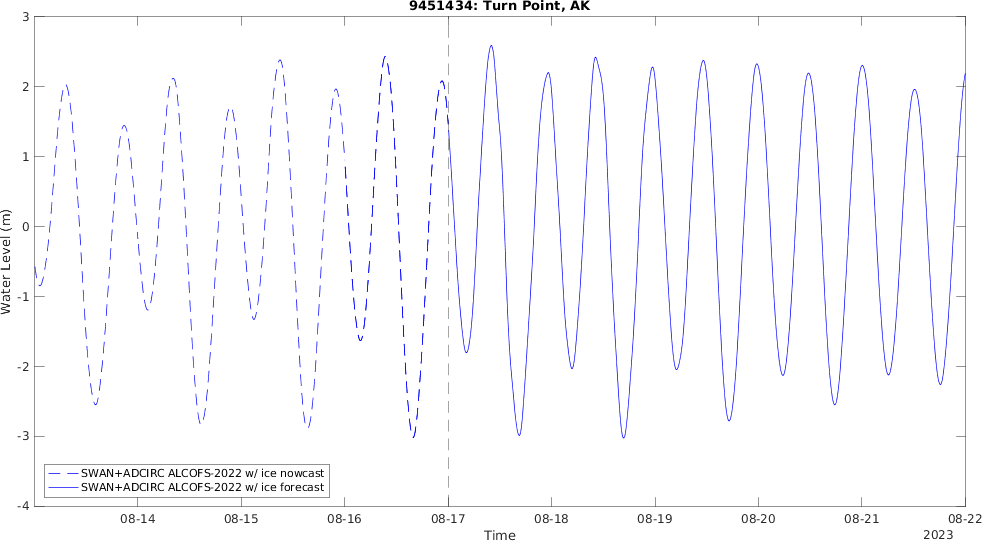 9451434: Turn Point, AK
3
2
1
0
-1
-2
-3
-4
Water Level (m)
SWAN+ADCIRC ALCOFS-2022 w/ ice nowcast
SWAN+ADCIRC ALCOFS-2022 w/ ice forecast
08-14 08-15 08-16 08-17 08-18 08-19 08-20 08-21 08-22
Time
2023